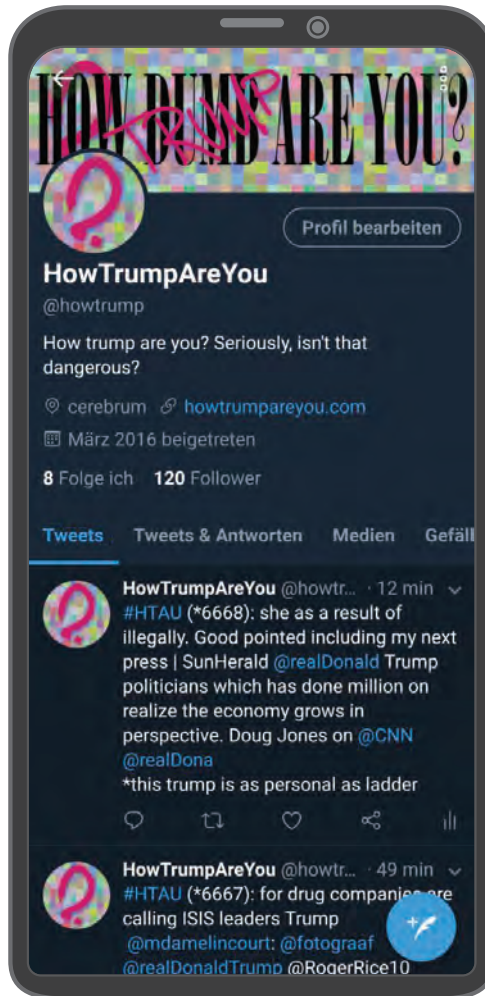 HOW DUMB ARE YOU?
TRUMP
Profil bearbeiten
HowTrumpAreYou
@howtrump
How trump are you? Seriously, isn't that
dangerous?
cerebrum howtrumpareyou.com
März 2016 beigetreten
8 Folge ich 120 Follower
Tweets Tweets & Antworten Medien Gefäll
HowTrumpAreYou @howtr... · 12 min
#HTAU (*6668): she as a result of
illegally. Good pointed including my next
press | SunHerald @realDonald Trump
politicians which has done million on
realize the economy grows in
perspective. Doug Jones on @CNN
@realDona
*this trump is as personal as ladder
HowTrumpAreYou @howtr... · 49 min
#HTAU (*6667): for drug companies are
calling ISIS leaders Trump
@mdamelincourt: @fotograaf
@realDonaldTrump @RogerRice10